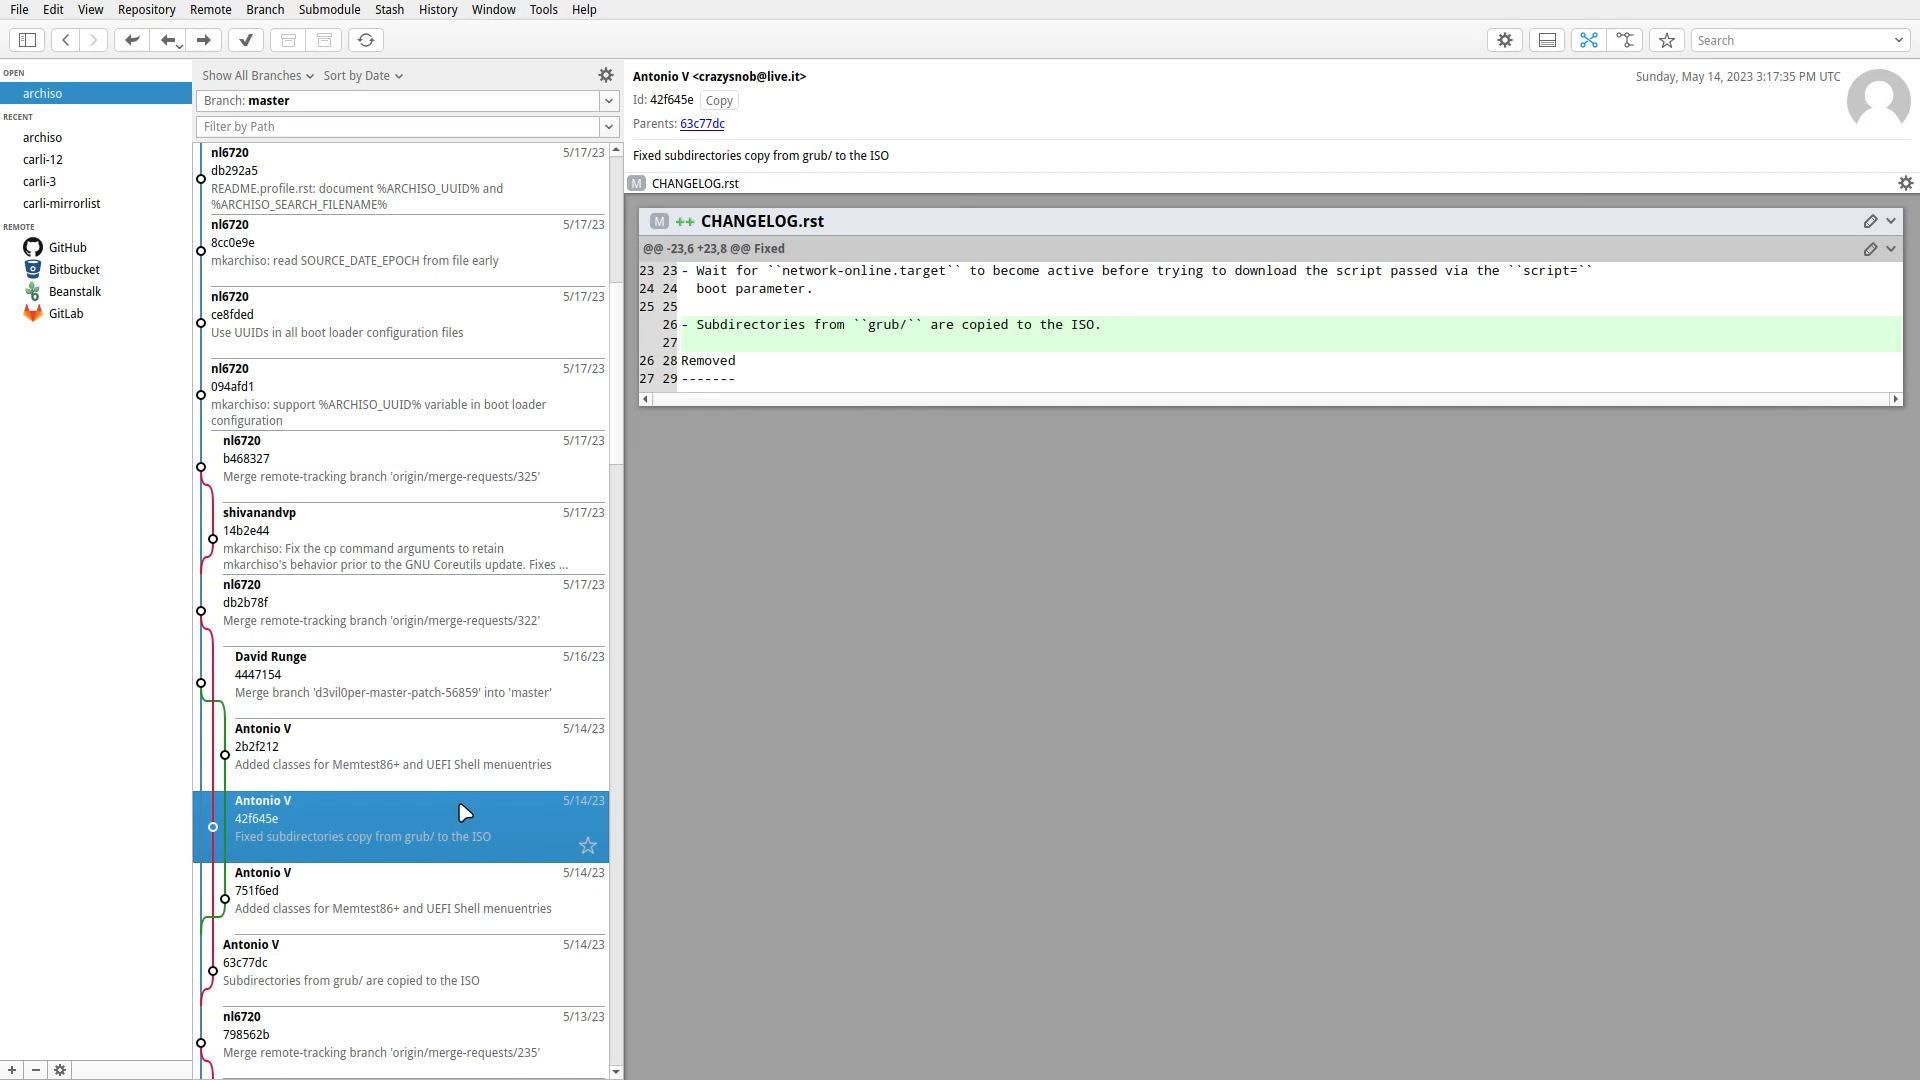 File Edit View Repository Remote Branch Submodule Stash History Window Tools Help
Search
OPEN
archiso
RECENT
archiso
carli-12
carli-3
carli-mirrorlist
REMOTE
GitHub
Bitbucket
Beanstalk
GitLab
Show All Branches Sort by Date
Branch: master
Filter by Path
nl6720 5/17/23
db292a5
README.profile.rst: document %ARCHISO_UUID% and
%ARCHISO_SEARCH_FILENAME%
nl6720 5/17/23
8cc0e9e
mkarchiso: read SOURCE_DATE_EPOCH from file early
nl6720 5/17/23
ce8fded
Use UUIDs in all boot loader configuration files
nl6720 5/17/23
094afd1
mkarchiso: support %ARCHISO_UUID% variable in boot loader
configuration
nl6720 5/17/23
b468327
Merge remote-tracking branch 'origin/merge-requests/325'
shivanandvp 5/17/23
14b2e44
mkarchiso: Fix the cp command arguments to retain
mkarchiso's behavior prior to the GNU Coreutils update. Fixes ...
nl6720 5/17/23
db2b78f
Merge remote-tracking branch 'origin/merge-requests/322'
David Runge 5/16/23
4447154
Merge branch 'd3vil0per-master-patch-56859' into 'master'
Antonio V 5/14/23
2b2f212
Added classes for Memtest86+ and UEFI Shell menuentries
Antonio V 5/14/23
42f645e
Fixed subdirectories copy from grub/ to the ISO
Antonio V 5/14/23
751f6ed
Added classes for Memtest86+ and UEFI Shell menuentries
Antonio V 5/14/23
63c77dc
Subdirectories from grub/ are copied to the ISO
nl6720 5/13/23
798562b
Merge remote-tracking branch 'origin/merge-requests/235'
Antonio V <crazysnob@live.it> Sunday, May 14, 2023 3:17:35 PM UTC
Id: 42f645e Copy
Parents: 63c77dc
Fixed subdirectories copy from grub/ to the ISO
M CHANGELOG.rst
M ++ CHANGELOG.rst
@@ -23,6 +23,8 @@ Fixed
23 23 - Wait for ``network-online.target`` to become active before trying to download the script passed via the ``script=``
24 24 boot parameter.
25 25
26 - Subdirectories from ``grub/`` are copied to the ISO.
27
26 28 Removed
27 29 -------